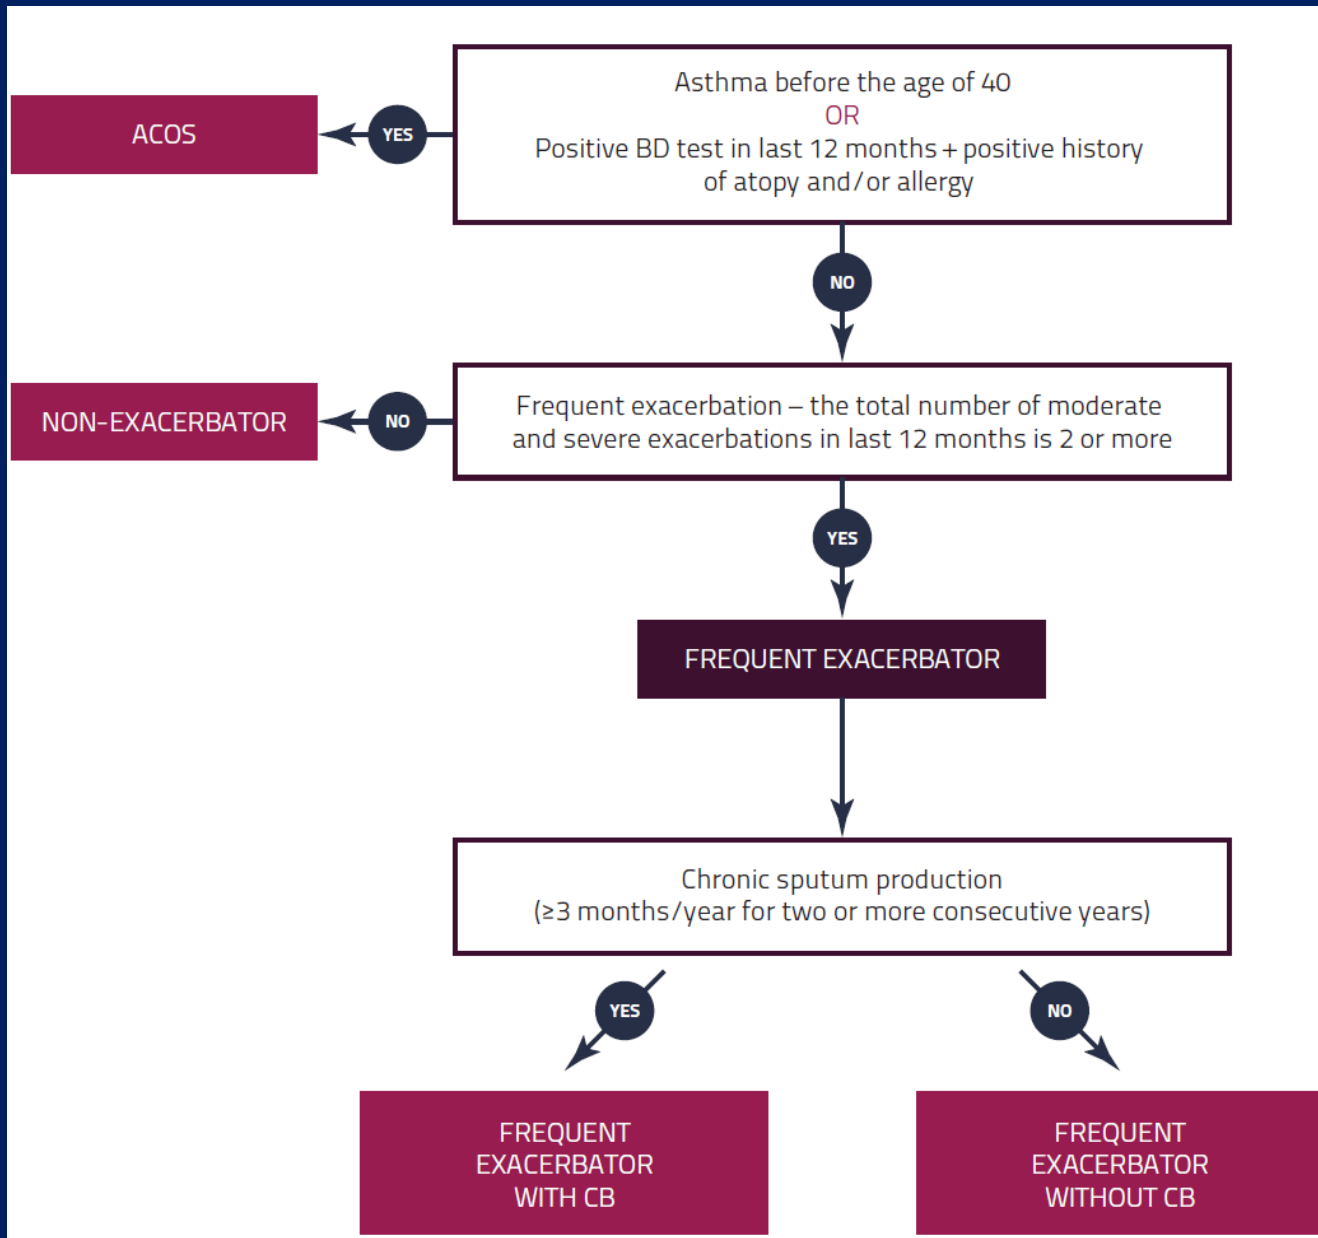 Asthma before the age of 40
OR
Positive BD test in last 12 months + positive history
of atopy and/or allergy
YES
ACOS
NO
Frequent exacerbation – the total number of moderate
and severe exacerbations in last 12 months is 2 or more
NO
NON-EXACERBATOR
YES
FREQUENT EXACERBATOR
Chronic sputum production
(≥3 months/year for two or more consecutive years)
YES
NO
FREQUENT
EXACERBATOR
WITH CB
FREQUENT
EXACERBATOR
WITHOUT CB